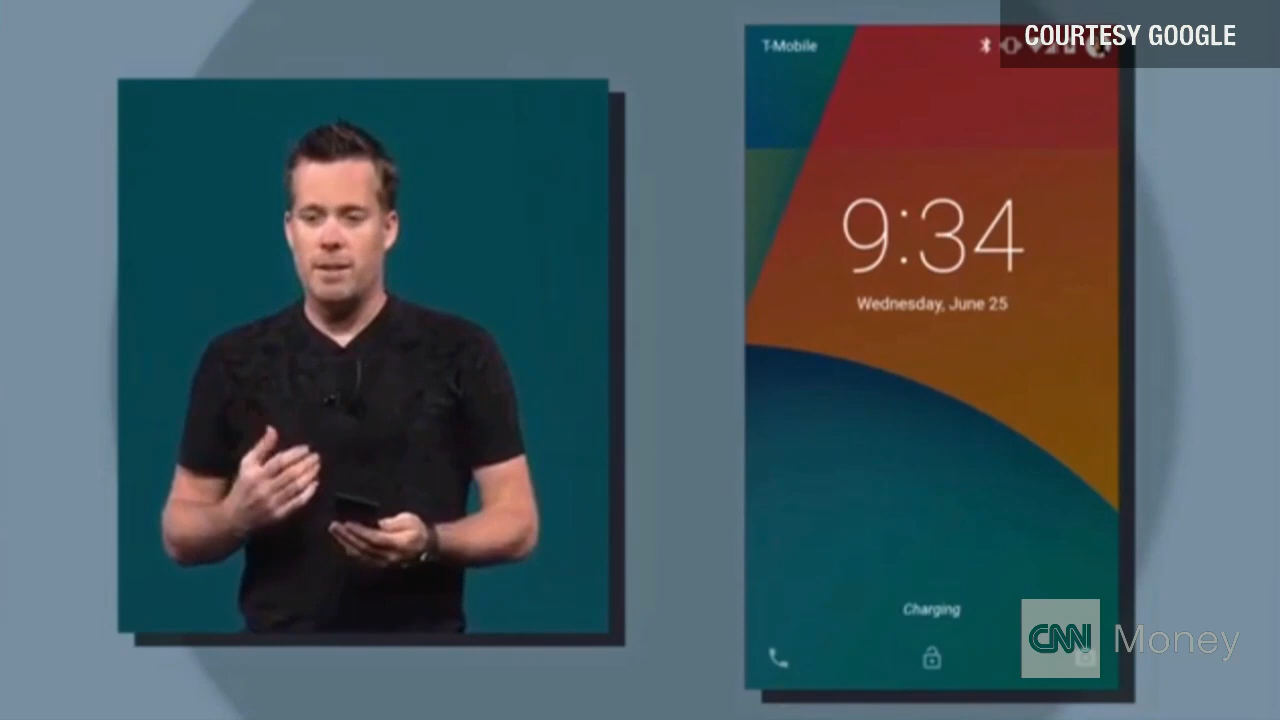 COURTESY GOOGLE
T-Mobile
9:34
Wednesday, June 25
Charging
CNN Money